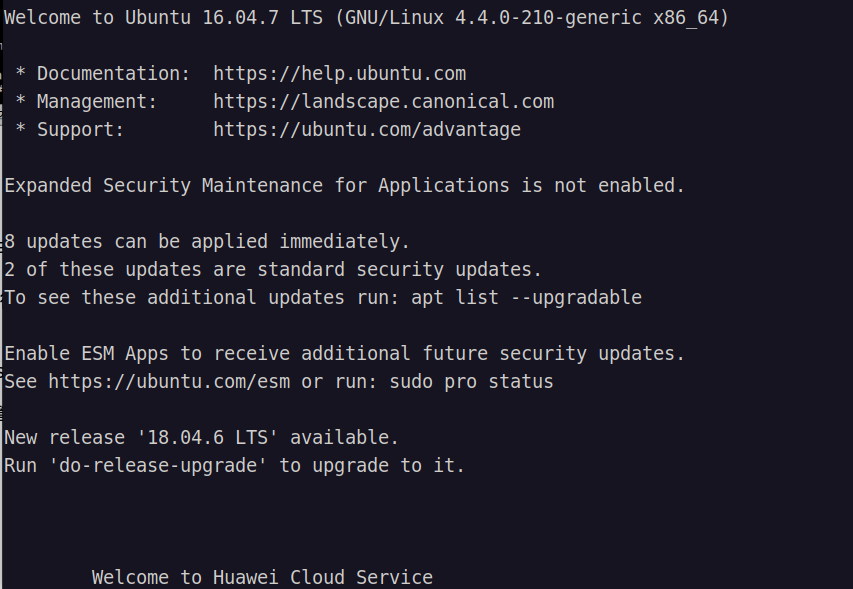 Welcome to Ubuntu 16.04.7 LTS (GNU/Linux 4.4.0-210-generic x86_64)
* Documentation:  https://help.ubuntu.com
* Management:     https://landscape.canonical.com
* Support:        https://ubuntu.com/advantage
Expanded Security Maintenance for Applications is not enabled.
8 updates can be applied immediately.
2 of these updates are standard security updates.
To see these additional updates run: apt list --upgradable
Enable ESM Apps to receive additional future security updates.
See https://ubuntu.com/esm or run: sudo pro status
New release '18.04.6 LTS' available.
Run 'do-release-upgrade' to upgrade to it.
Welcome to Huawei Cloud Service